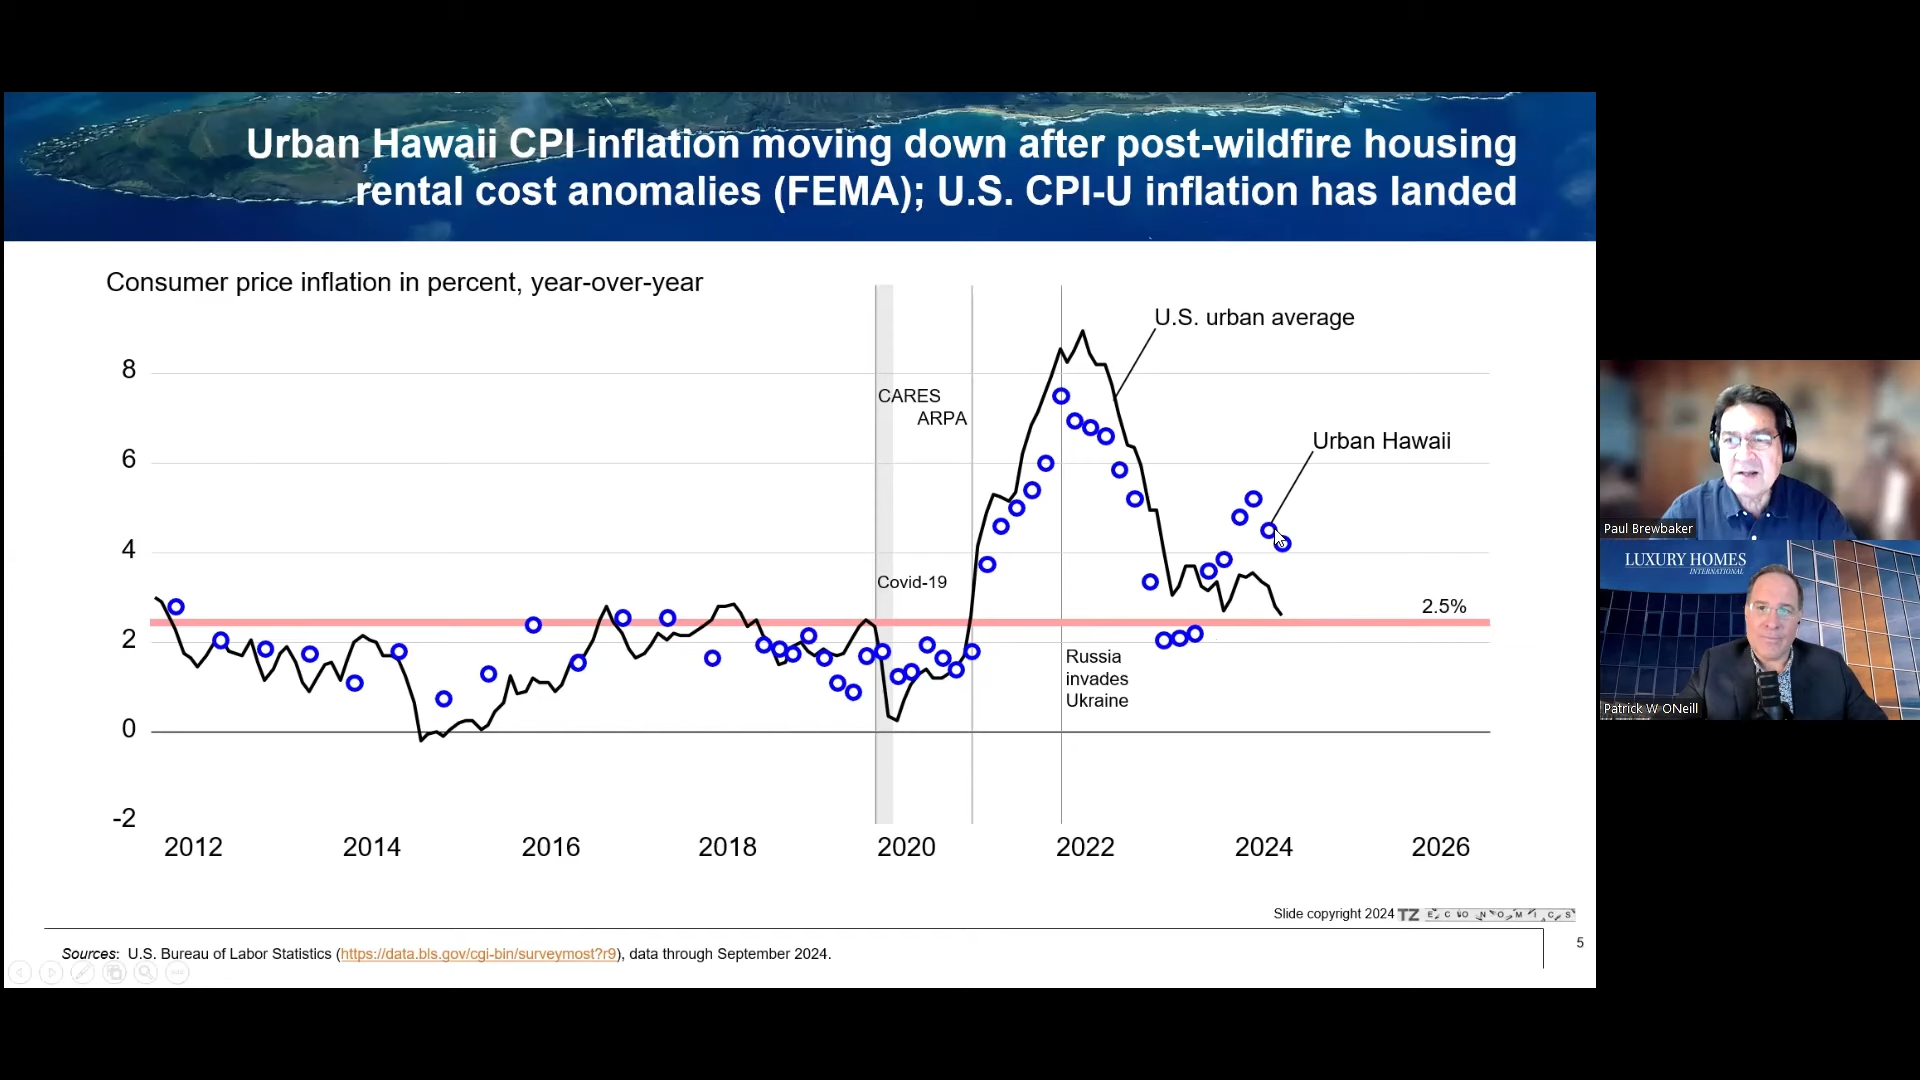 Urban Hawaii CPI inflation moving down after post-wildfire housing
rental cost anomalies (FEMA); U.S. CPI-U inflation has landed
Consumer price inflation in percent, year-over-year
U.S. urban average
8
CARES
ARPA
Urban Hawaii
6
4
Covid-19
2.5%
2
Russia
invades
Ukraine
0
-2
2012 2014 2016 2018 2020 2022 2024 2026
Slide copyright 2024 TZ ECONOMICS
5
Sources: U.S. Bureau of Labor Statistics (https://data.bls.gov/cgi-bin/surveymost?r9), data through September 2024.
Paul Brewbaker
LUXURY HOMES
INTERNATIONAL
Patrick W ONeill